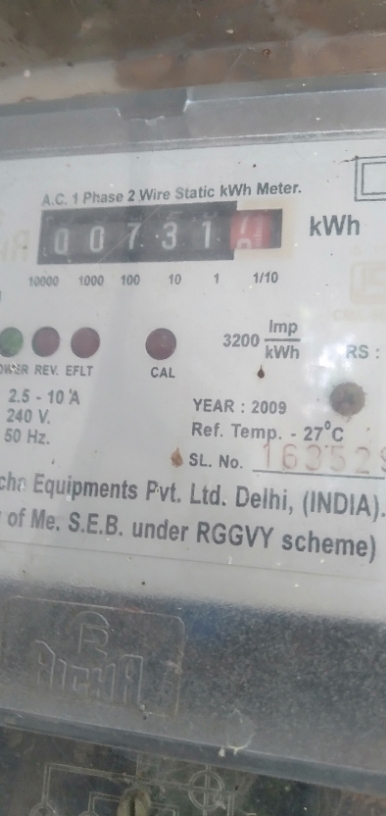 A.C. 1 Phase 2 Wire Static kWh Meter.
0 0 7 3 1 kWh
10000 1000 100 10 1 1/10
REV. EFLT CAL
3200 Imp/kWh
RS :
2.5 - 10 A
240 V.
50 Hz.
YEAR : 2009
Ref. Temp. - 27°C
SL. No. 163529
Equipments Pvt. Ltd. Delhi, (INDIA).
of Me. S.E.B. under RGGVY scheme)
RICHA